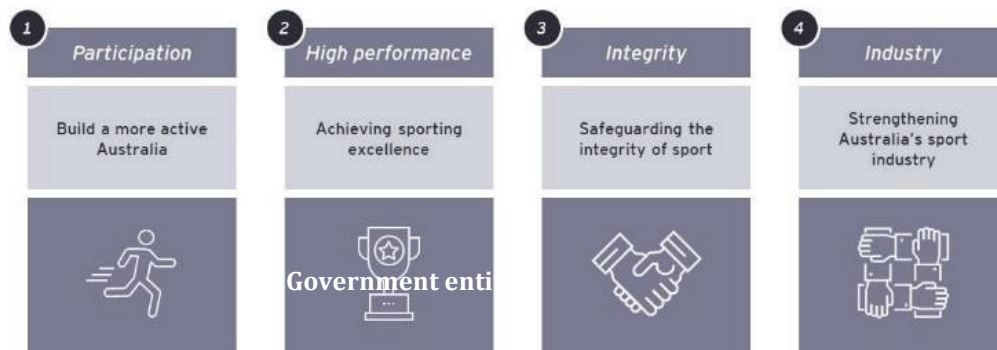 1
Participation
Build a more active
Australia
2
High performance
Achieving sporting
excellence
Government enti
3
Integrity
Safeguarding the
integrity of sport
4
Industry
Strengthening
Australia's sport
industry